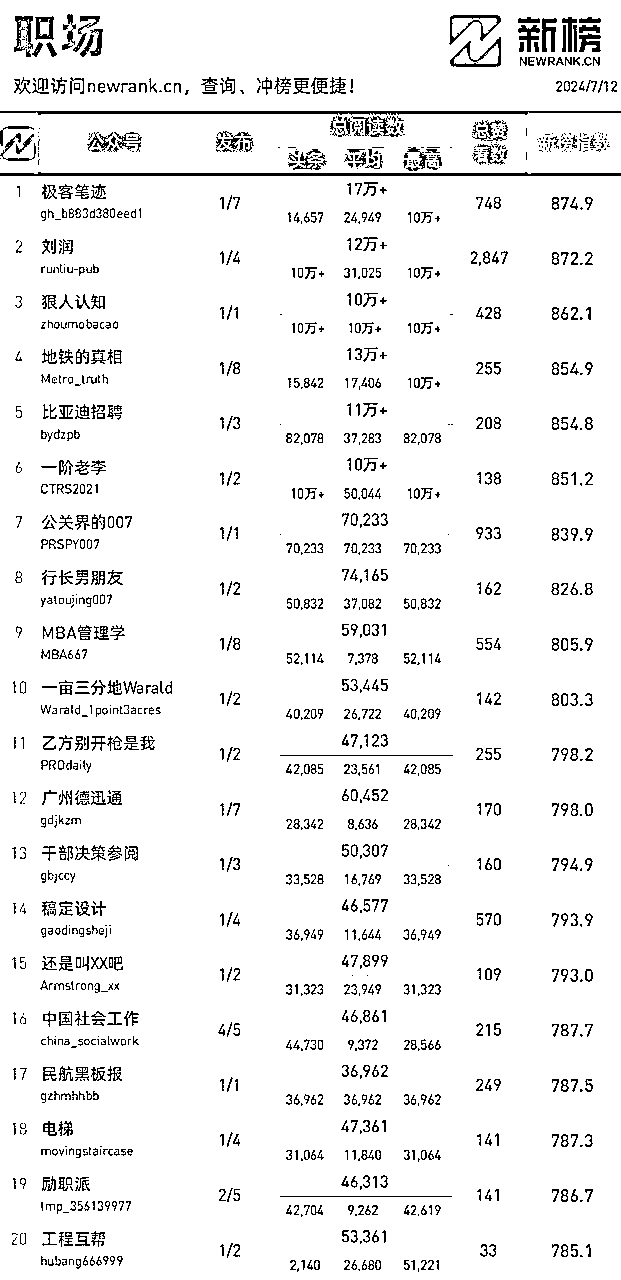 职场
新榜
NEWRANK.CN
欢迎访问newrank.cn，查询、冲榜更便捷！ 2024/7/12
公众号 发布 总阅读数 总赞看数 新榜指数
头条 平均 最高
1 极客笔迹 1/7 17万+ 748 874.9
gh_b883d380eed1 14,657 24,949 10万+
2 刘润 1/4 12万+ 2,847 872.2
runliu-pub 10万+ 31,025 10万+
3 狠人认知 1/1 10万+ 428 862.1
zhoumobacao 10万+ 10万+ 10万+
4 地铁的真相 1/8 13万+ 255 854.9
Metro_truth 15,842 17,406 10万+
5 比亚迪招聘 1/3 11万+ 208 854.8
bydzpb 82,078 37,283 82,078
6 一阶老李 1/2 10万+ 138 851.2
CTRS2021 10万+ 50,044 10万+
7 公关界的007 1/1 70,233 933 839.9
PRSPY007 70,233 70,233 70,233
8 行长男朋友 1/2 74,165 162 826.8
yatoujing007 50,832 37,082 50,832
9 MBA管理学 1/8 59,031 554 805.9
MBA667 52,114 7,378 52,114
10 一亩三分地Warald 1/2 53,445 142 803.3
Warald_1point3acres 40,209 26,722 40,209
11 乙方别开枪是我 1/2 47,123 255 798.2
PROdaily 42,085 23,561 42,085
12 广州德迅通 1/7 60,452 170 798.0
gdjkzm 28,342 8,636 28,342
13 干部决策参阅 1/3 50,307 160 794.9
gbjccy 33,528 16,769 33,528
14 稿定设计 1/4 46,577 570 793.9
gaodingsheji 36,949 11,644 36,949
15 还是叫XX吧 1/2 47,899 109 793.0
Armstrong_xx 31,323 23,949 31,323
16 中国社会工作 4/5 46,861 215 787.7
china_socialwork 44,730 9,372 28,566
17 民航黑板报 1/1 36,962 249 787.5
gzhmhhbb 36,962 36,962 36,962
18 电梯 1/4 47,361 141 787.3
movingstaircase 31,064 11,840 31,064
19 励职派 2/5 46,313 141 786.7
tmp_356139977 42,704 9,262 42,619
20 工程互帮 1/2 53,361 33 785.1
hubang666999 2,140 26,680 51,221